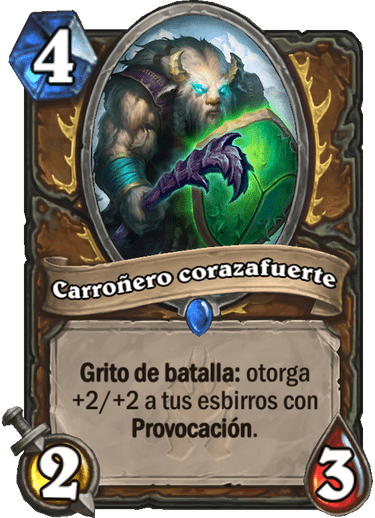 4
Carroñero corazafuerte
Grito de batalla: otorga
+2/+2 a tus esbirros con
Provocación.
2
3